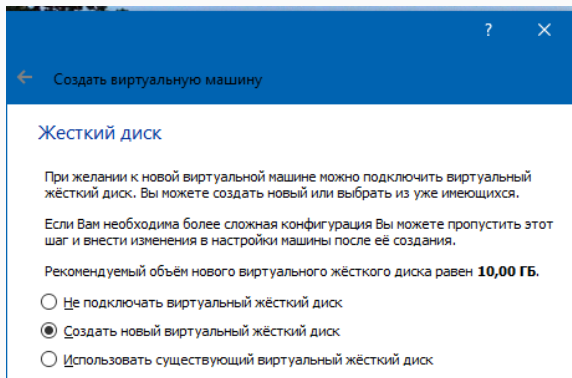 ?
Создать виртуальную машину
Жесткий диск
При желании к новой виртуальной машине можно подключить виртуальный
жёсткий диск. Вы можете создать новый или выбрать из уже имеющихся.
Если Вам необходима более сложная конфигурация Вы можете пропустить этот
шаг и внести изменения в настройки машины после её создания.
Рекомендуемый объём нового виртуального жёсткого диска равен 10,00 ГБ.
Не подключать виртуальный жёсткий диск
Создать новый виртуальный жёсткий диск
Использовать существующий виртуальный жёсткий диск